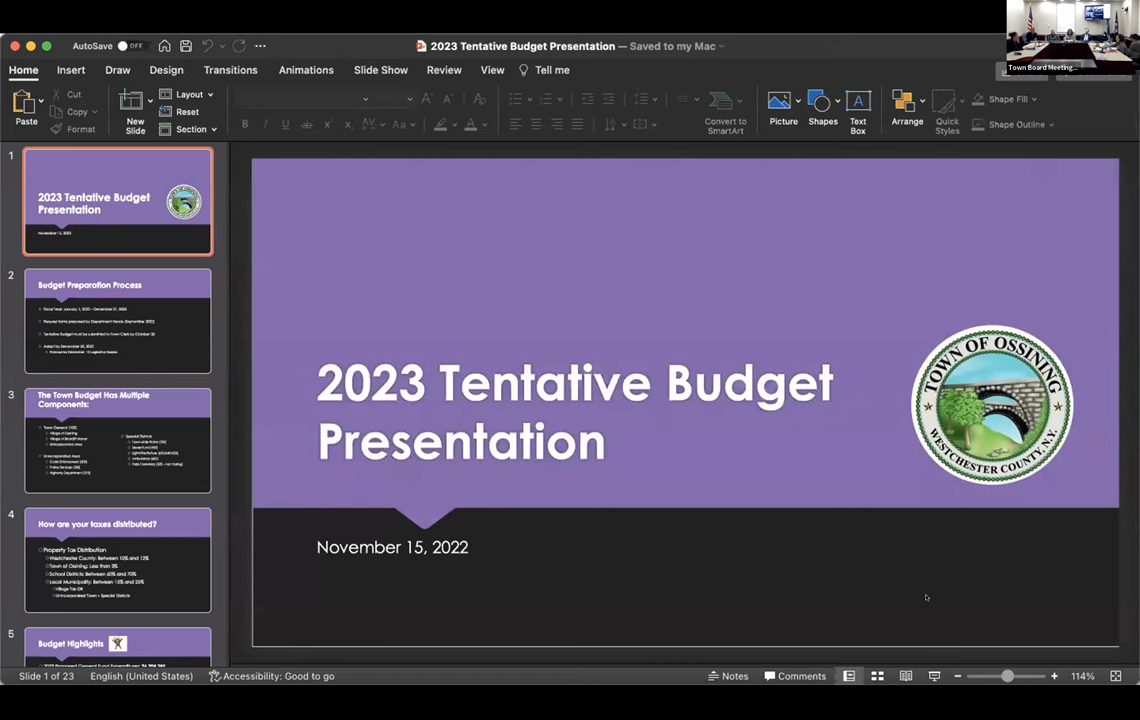 AutoSave OFF
2023 Tentative Budget Presentation — Saved to my Mac
Town Board Meeting...
Home Insert Draw Design Transitions Animations Slide Show Review View Tell me
Paste
Cut
Copy
Format
New
Slide
Layout
Reset
Section
Convert to
SmartArt
Picture
Shapes
Text
Box
Arrange
Quick
Styles
Shape Fill
Shape Outline
1
2023 Tentative Budget
Presentation
November 15, 2022
2
Budget Preparation Process
3
The Town Budget Has Multiple
Components:
4
How are your taxes distributed?
Property Tax Distribution
Westchester County: Between 10% and 12%
Town of Ossining: Less than 3%
School Districts: Between 60% and 70%
Local Municipality: Between 15% and 25%
5
Budget Highlights
2023 Tentative Budget
Presentation
TOWN OF OSSINING
WESTCHESTER COUNTY, N.Y.
November 15, 2022
Slide 1 of 23 English (United States) Accessibility: Good to go Notes Comments 114%